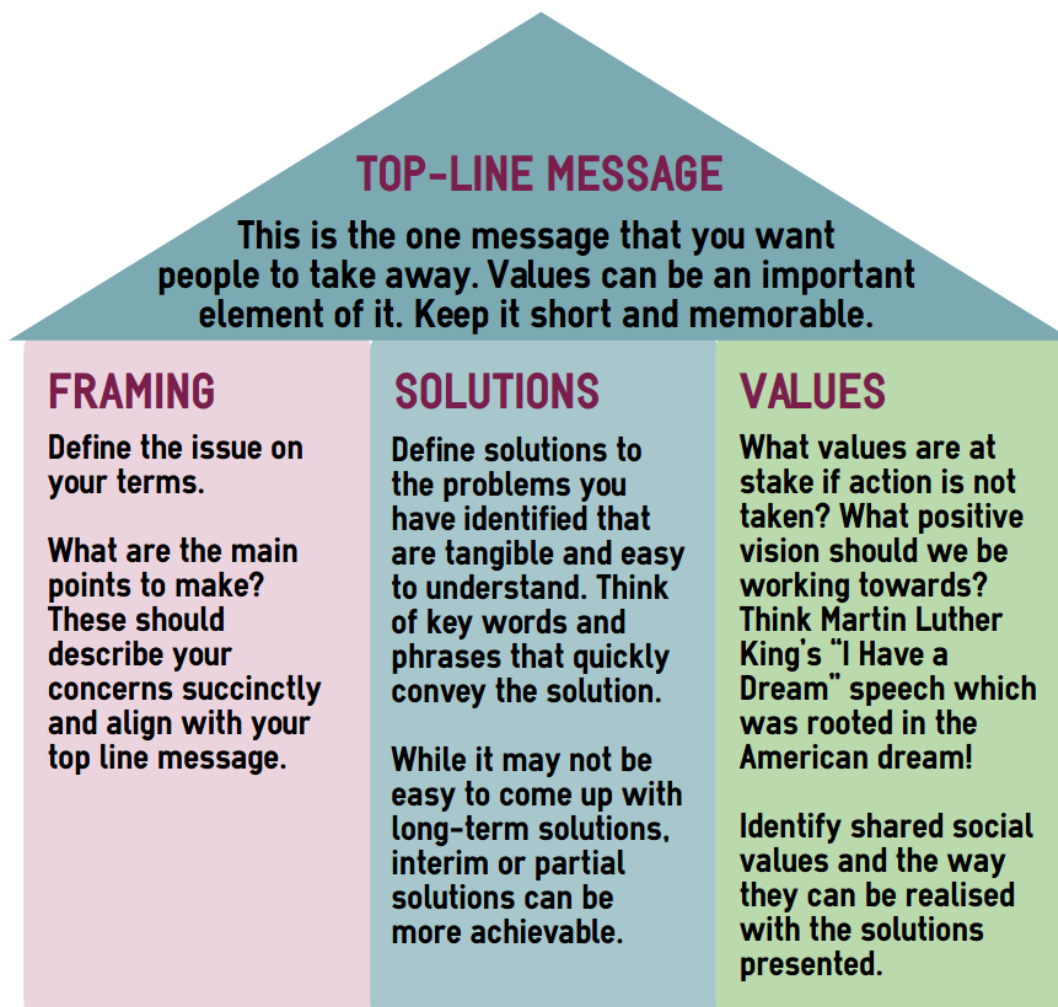 TOP-LINE MESSAGE
This is the one message that you want
people to take away. Values can be an important
element of it. Keep it short and memorable.
FRAMING
Define the issue on
your terms.
What are the main
points to make?
These should
describe your
concerns succinctly
and align with your
top line message.
SOLUTIONS
Define solutions to
the problems you
have identified that
are tangible and easy
to understand. Think
of key words and
phrases that quickly
convey the solution.
While it may not be
easy to come up with
long-term solutions,
interim or partial
solutions can be
more achievable.
VALUES
What values are at
stake if action is not
taken? What positive
vision should we be
working towards?
Think Martin Luther
King's “I Have a
Dream” speech which
was rooted in the
American dream!
Identify shared social
values and the way
they can be realised
with the solutions
presented.